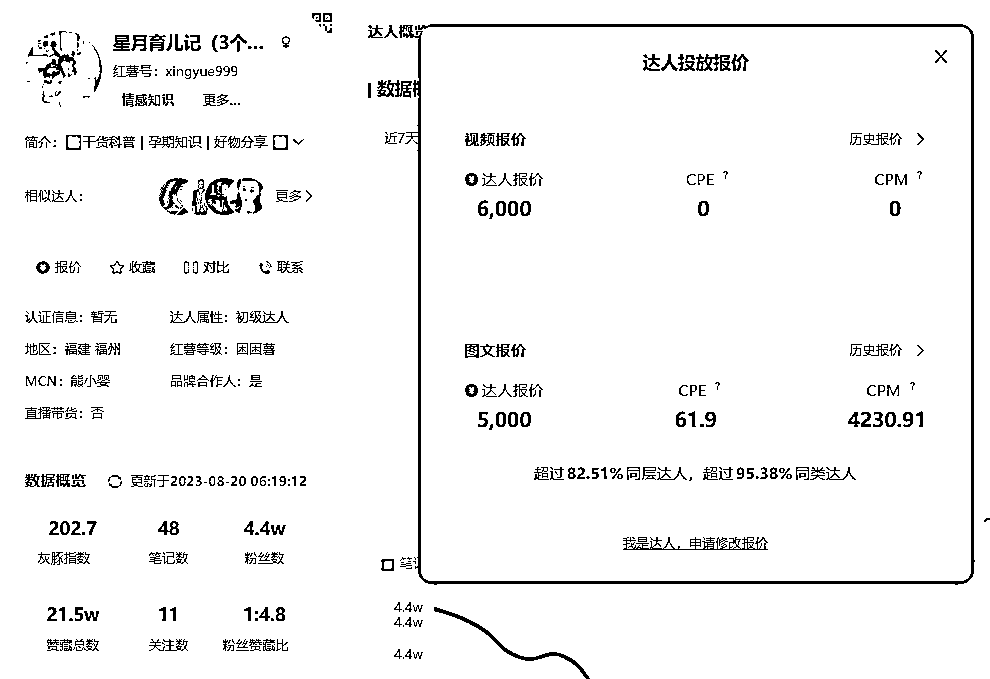 星月育儿记（3个...
红薯号：xingyue999
情感知识 更多...
简介：干货科普 | 孕期知识 | 好物分享
相似达人：
更多
报价 收藏 对比 联系
认证信息：暂无 达人属性：初级达人
地区：福建 福州 红薯等级：困困薯
MCN：熊小婴 品牌合作人：是
直播带货：否
数据概览 更新于2023-08-20 06:19:12
202.7 48 4.4w
灰豚指数 笔记数 粉丝数
21.5w 11 1:4.8
赞藏总数 关注数 粉丝赞藏比
达人概览
数据概
近7天
笔记
4.4w
4.4w
4.4w
达人投放报价
视频报价 历史报价
达人报价 CPE ? CPM ?
6,000 0 0
图文报价 历史报价
达人报价 CPE ? CPM ?
5,000 61.9 4230.91
超过82.51%同层达人，超过95.38%同类达人
我是达人，申请修改报价